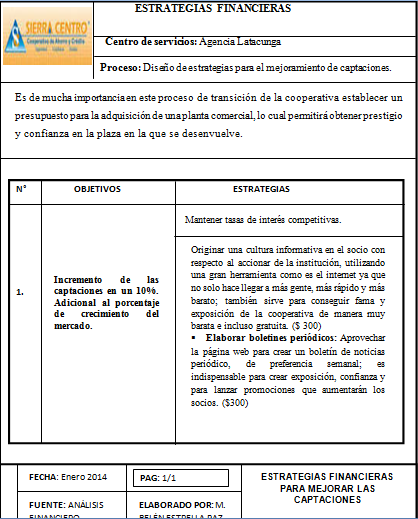 ESTRATEGIAS FINANCIERAS
SIERRA CENTRO
Cooperativa de Ahorro y Crédito
Centro de servicios: Agencia Latacunga
Proceso: Diseño de estrategias para el mejoramiento de captaciones.
Es de mucha importancia en este proceso de transición de la cooperativa establecer un
presupuesto para la adquisición de una planta comercial, lo cual permitirá obtener prestigio
y confianza en la plaza en la que se desenvuelve.
N° OBJETIVOS ESTRATEGIAS
Mantener tasas de interés competitivas.
1.
Incremento de las
captaciones en un 10%.
Adicional al porcentaje
de crecimiento del
mercado.
Originar una cultura informativa en el socio con
respecto al accionar de la institución, utilizando
una gran herramienta como es el internet ya que
no solo hace llegar a más gente, más rápido y más
barato; también sirve para conseguir fama y
exposición de la cooperativa de manera muy
barata e incluso gratuita. ($ 300)
▪ Elaborar boletines periódicos: Aprovechar
la página web para crear un boletín de noticias
periódico, de preferencia semanal; es
indispensable para crear exposición, confianza y
para lanzar promociones que aumentarán los
socios. ($300)
FECHA: Enero 2014
PAG: 1/1
ESTRATEGIAS FINANCIERAS
PARA MEJORAR LAS
CAPTACIONES
FUENTE: ANÁLISIS
FINANCIERO
ELABORADO POR: M.
BELÉN ESTRELLA PAZ